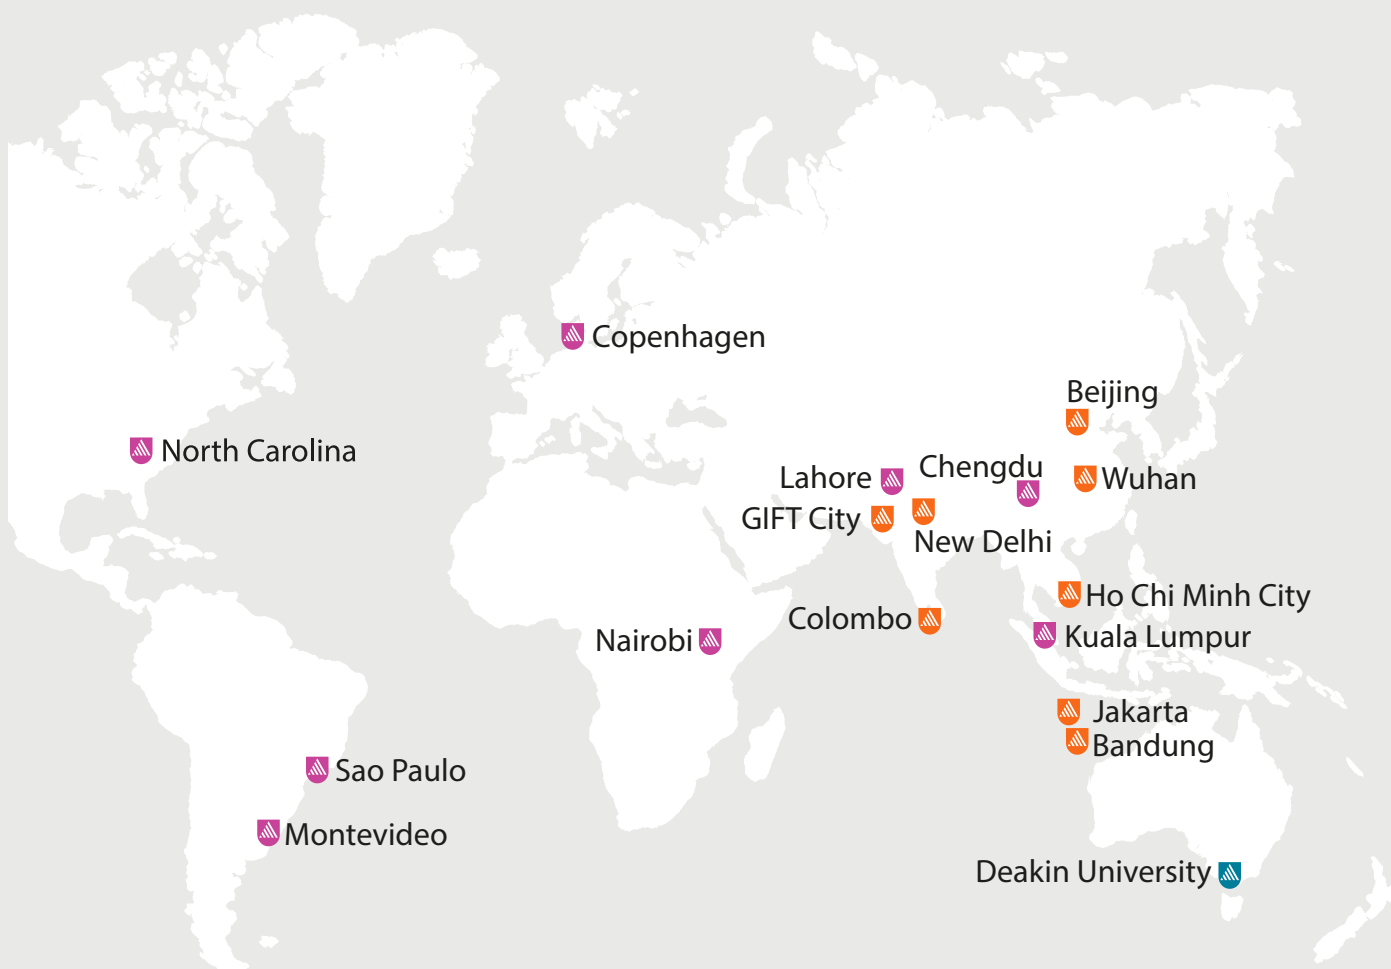 Copenhagen
Beijing
North Carolina
Lahore
Chengdu
Wuhan
GIFT City
New Delhi
Ho Chi Minh City
Colombo
Nairobi
Kuala Lumpur
Jakarta
Bandung
Sao Paulo
Montevideo
Deakin University